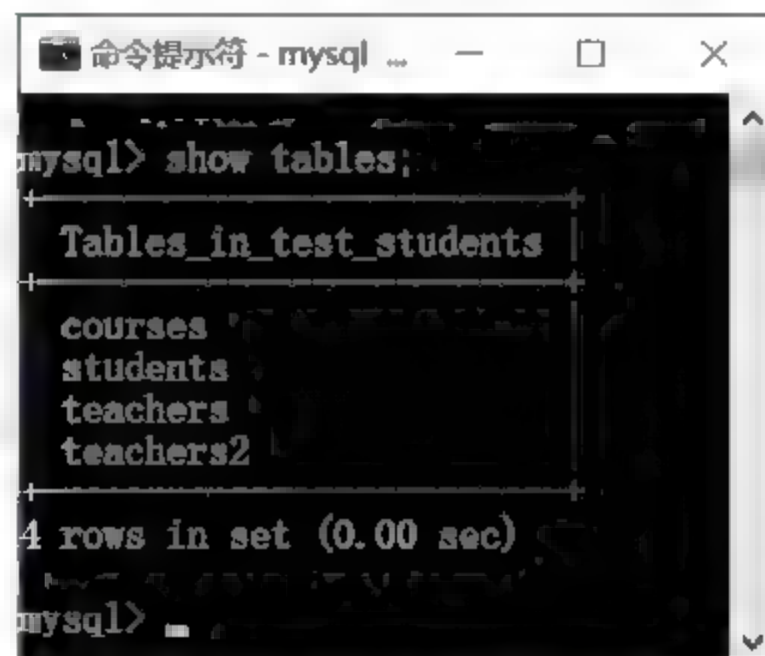 命令提示符 - mysql ...
mysql> show tables;
Tables_in_test_students
courses
students
teachers
teachers2
4 rows in set (0.00 sec)
mysql>